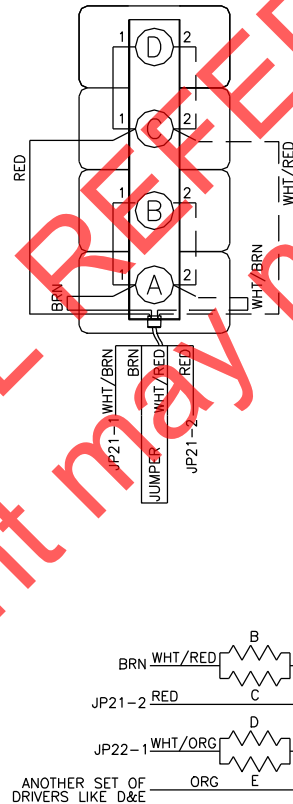 1 D 2
1 C 2
RED
WHT/RED
1 B 2
1 A 2
BRN
WHT/BRN
JP21-1 WHT/BRN
BRN
JUMPER
WHT/RED
RED
JP21-2
B
BRN WHT/RED
C
JP21-2 RED
D
JP22-1 WHT/ORG
E
ANOTHER SET OF ORG
DRIVERS LIKE D&E
REFE
may